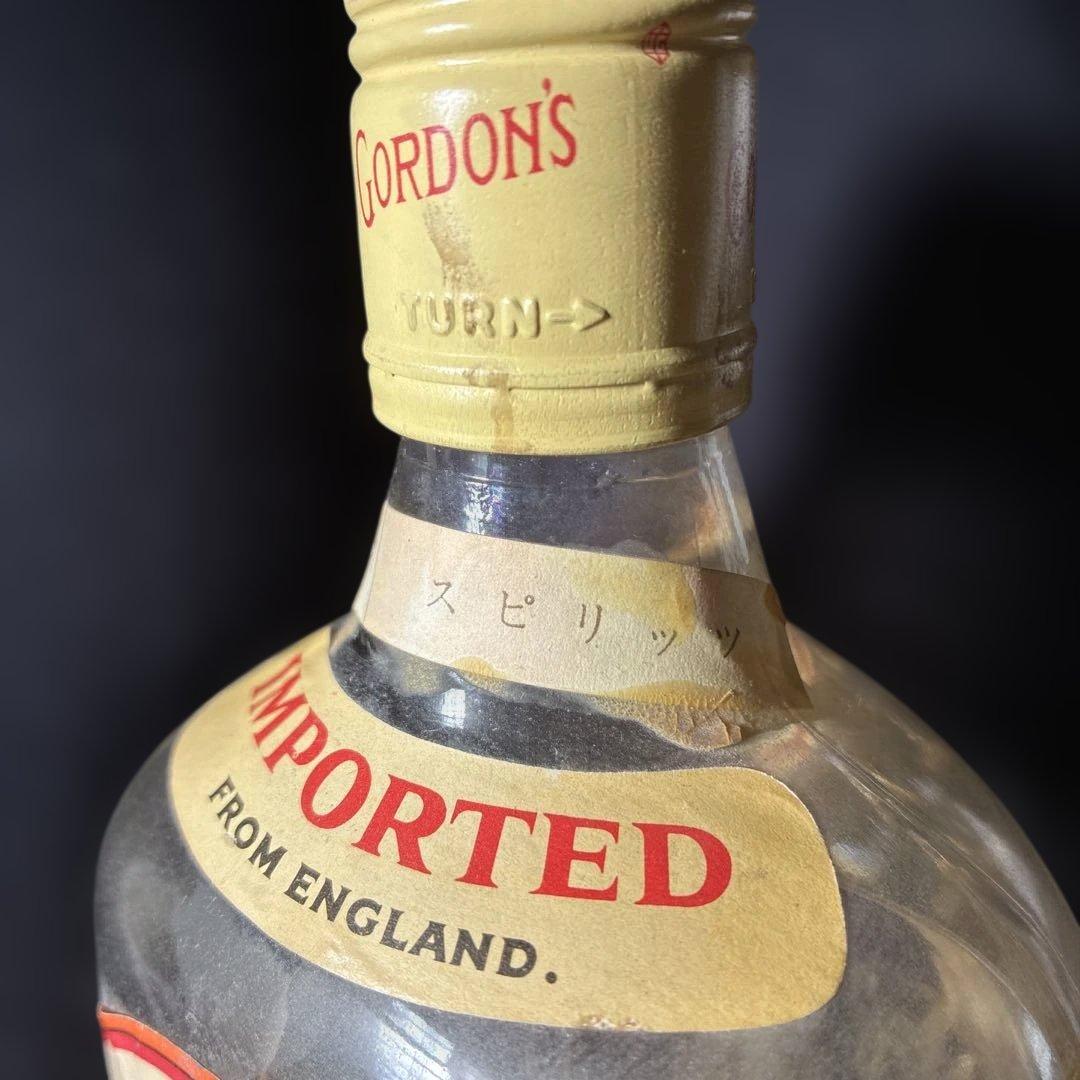 GORDON'S
TURN→
スピリッツ
IMPORTED
FROM ENGLAND.